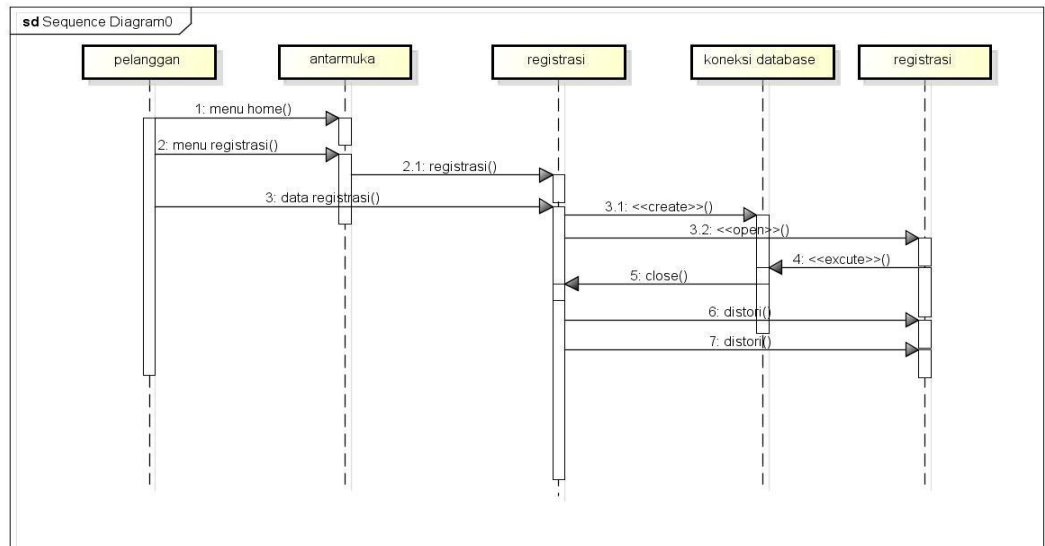 sd Sequence Diagram0
pelanggan
antarmuka
registrasi
koneksi database
registrasi
1: menu home()
2: menu registrasi()
2.1: registrasi()
3: data registrasi()
3.1: <<create>>()
3.2: <<open>>()
4: <<excute>>()
5: close()
6: distori()
7: distori()